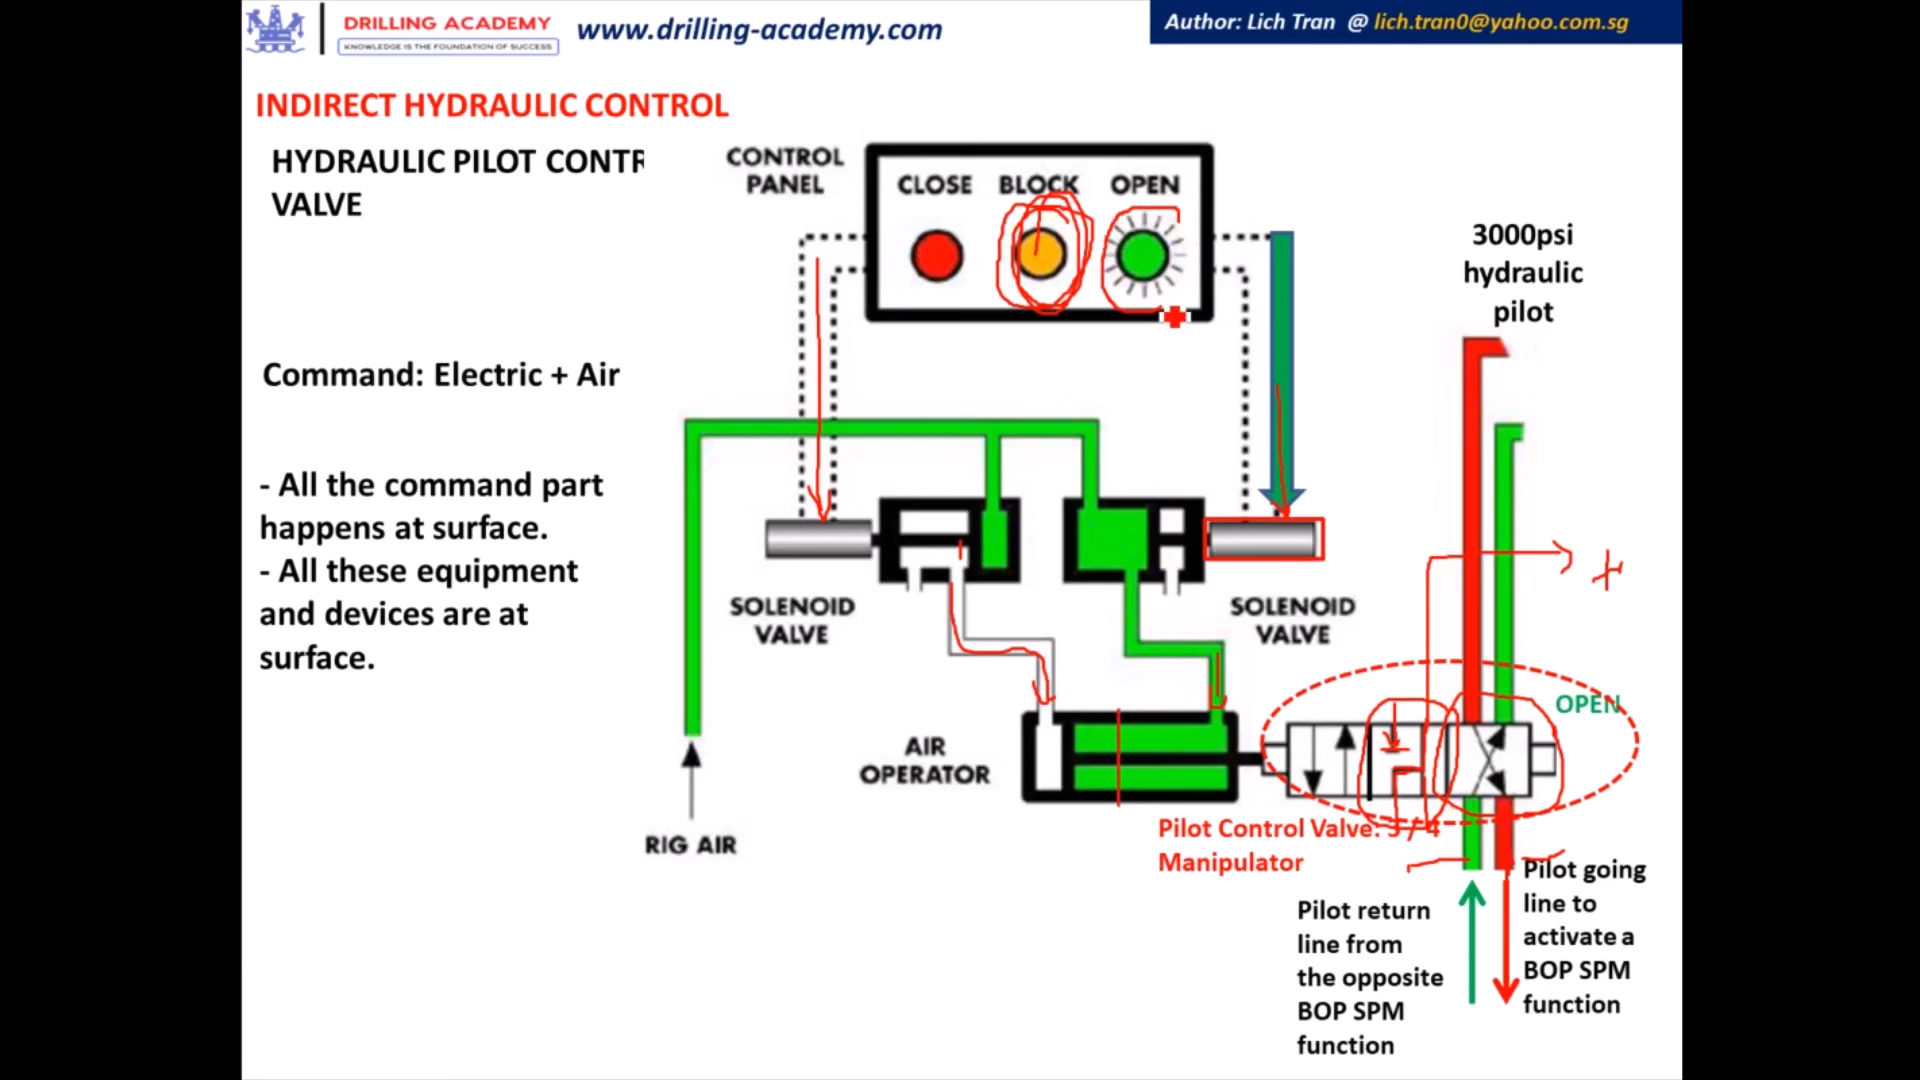 DRILLING ACADEMY
KNOWLEDGE IS THE FOUNDATION OF SUCCESS
www.drilling-academy.com
Author: Lich Tran @ lich.tran0@yahoo.com.sg
INDIRECT HYDRAULIC CONTROL
HYDRAULIC PILOT CONTR
VALVE
CONTROL
PANEL
CLOSE BLOCK OPEN
3000psi
hydraulic
pilot
Command: Electric + Air
- All the command part
happens at surface.
- All these equipment
and devices are at
surface.
SOLENOID
VALVE
SOLENOID
VALVE
OPEN
AIR
OPERATOR
RIG AIR
Pilot Control Valve: 3 / 4
Manipulator
Pilot return
line from
the opposite
BOP SPM
function
Pilot going
line to
activate a
BOP SPM
function